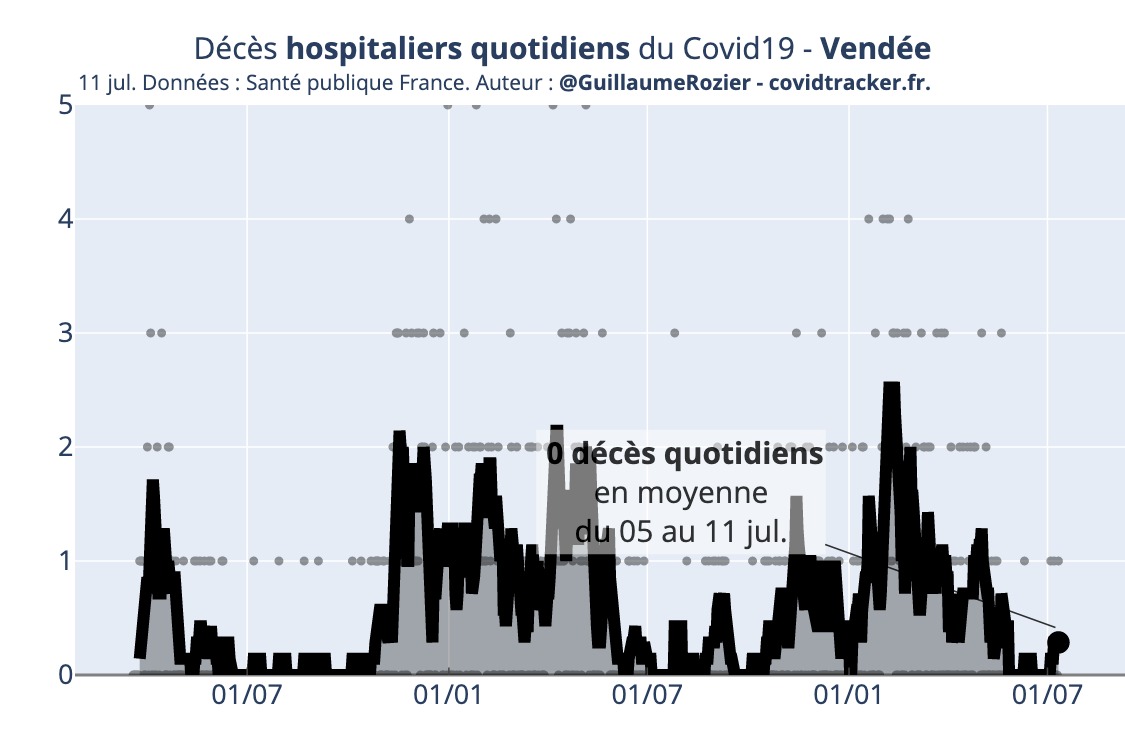 Décès hospitaliers quotidiens du Covid19 - Vendée
11 jul. Données : Santé publique France. Auteur : @GuillaumeRozier - covidtracker.fr.
5
4
3
2
0 décès quotidiens
en moyenne
du 05 au 11 jul.
1
0
01/07 01/01 01/07 01/01 01/07